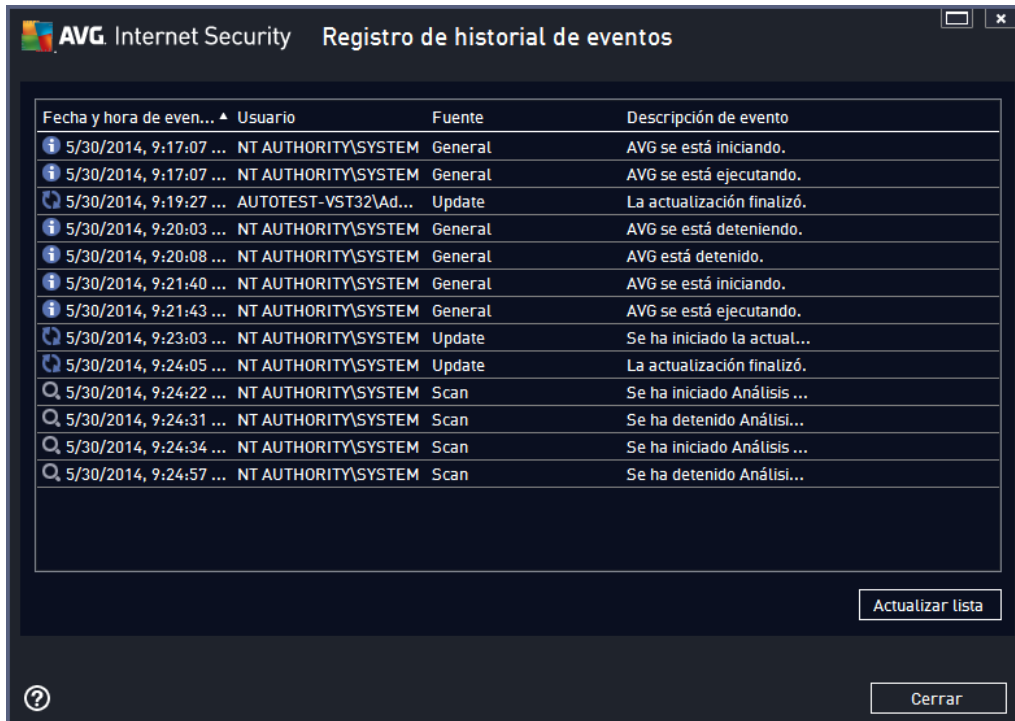 AVG. Internet Security Registro de historial de eventos
Fecha y hora de even... Usuario Fuente Descripción de evento
5/30/2014, 9:17:07 ... NT AUTHORITY\SYSTEM General AVG se está iniciando.
5/30/2014, 9:17:07 ... NT AUTHORITY\SYSTEM General AVG se está ejecutando.
5/30/2014, 9:19:27 ... AUTOTEST-VST32\Ad... Update La actualización finalizó.
5/30/2014, 9:20:03 ... NT AUTHORITY\SYSTEM General AVG se está deteniendo.
5/30/2014, 9:20:08 ... NT AUTHORITY\SYSTEM General AVG está detenido.
5/30/2014, 9:21:40 ... NT AUTHORITY\SYSTEM General AVG se está iniciando.
5/30/2014, 9:21:43 ... NT AUTHORITY\SYSTEM General AVG se está ejecutando.
5/30/2014, 9:23:03 ... NT AUTHORITY\SYSTEM Update Se ha iniciado la actual...
5/30/2014, 9:24:05 ... NT AUTHORITY\SYSTEM Update La actualización finalizó.
5/30/2014, 9:24:22 ... NT AUTHORITY\SYSTEM Scan Se ha iniciado Análisis ...
5/30/2014, 9:24:31 ... NT AUTHORITY\SYSTEM Scan Se ha detenido Análisi...
5/30/2014, 9:24:34 ... NT AUTHORITY\SYSTEM Scan Se ha iniciado Análisis ...
5/30/2014, 9:24:57 ... NT AUTHORITY\SYSTEM Scan Se ha detenido Análisi...
Actualizar lista
Cerrar